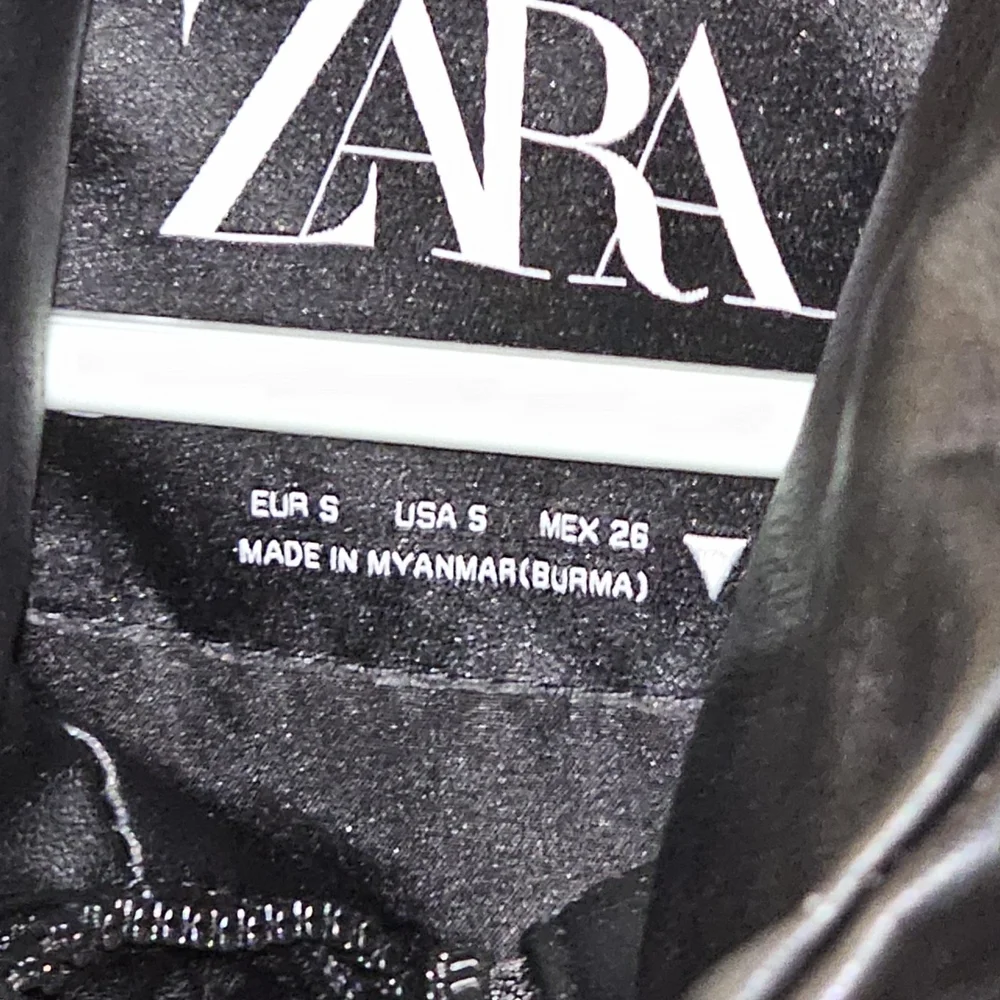 ZARA
EUR S USA S MEX 26
MADE IN MYANMAR(BURMA)